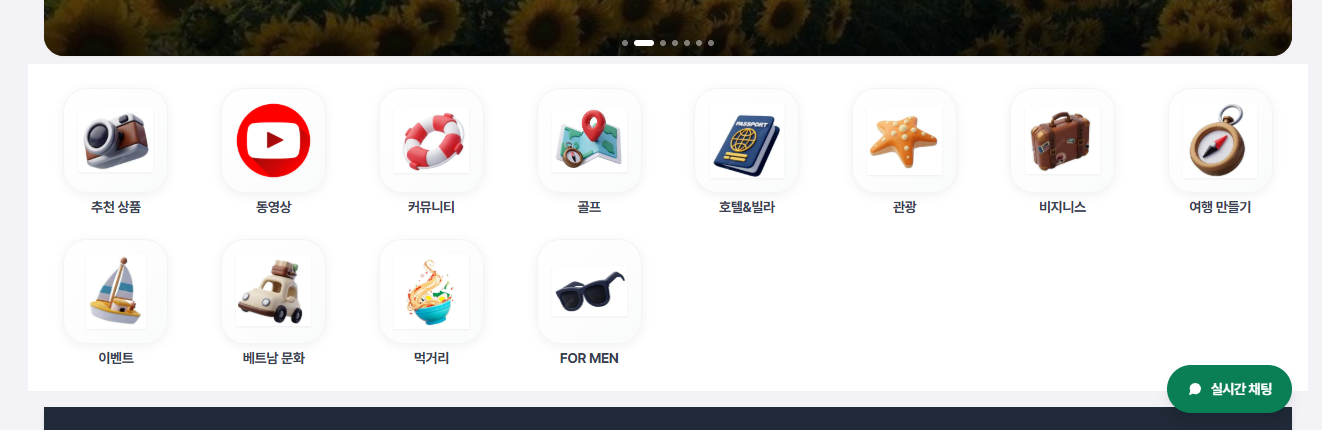 PASSPORT
추천 상품
동영상
커뮤니티
골프
호텔&빌라
관광
비지니스
여행 만들기
이벤트
베트남 문화
먹거리
FOR MEN
실시간 채팅